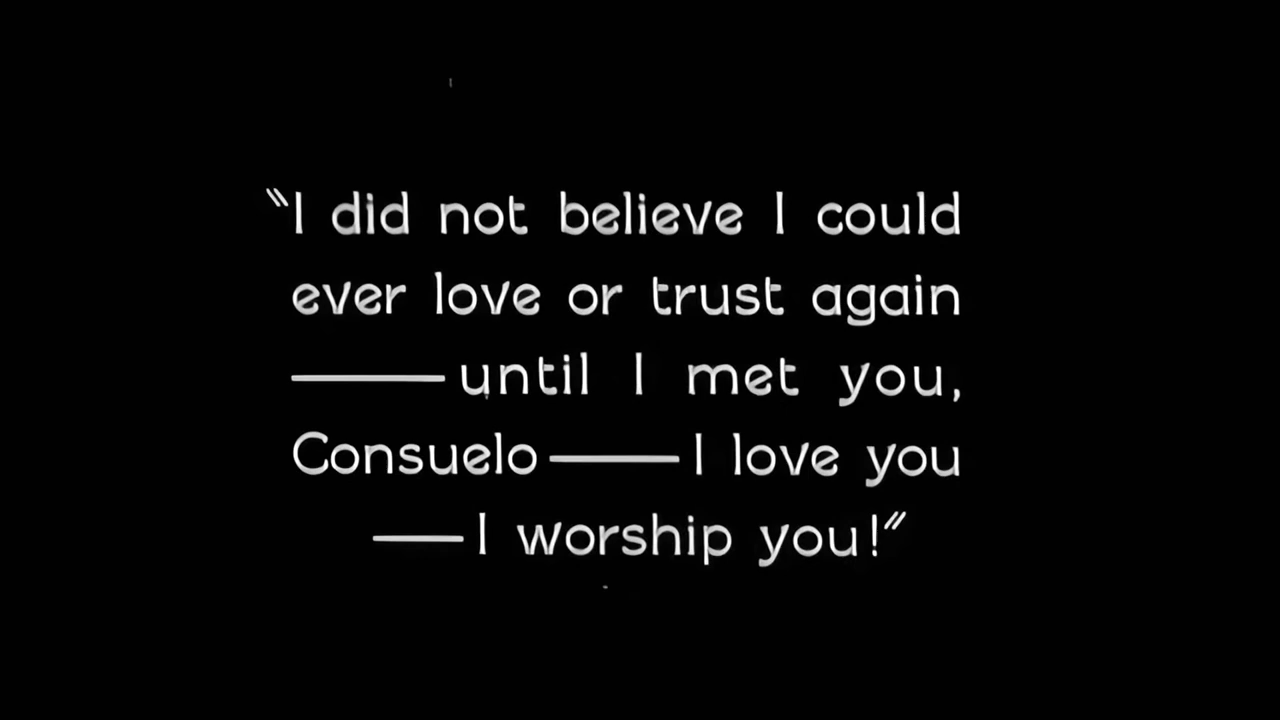 “I did not believe I could
ever love or trust again
——until I met you,
Consuelo——I love you
—I worship you!”